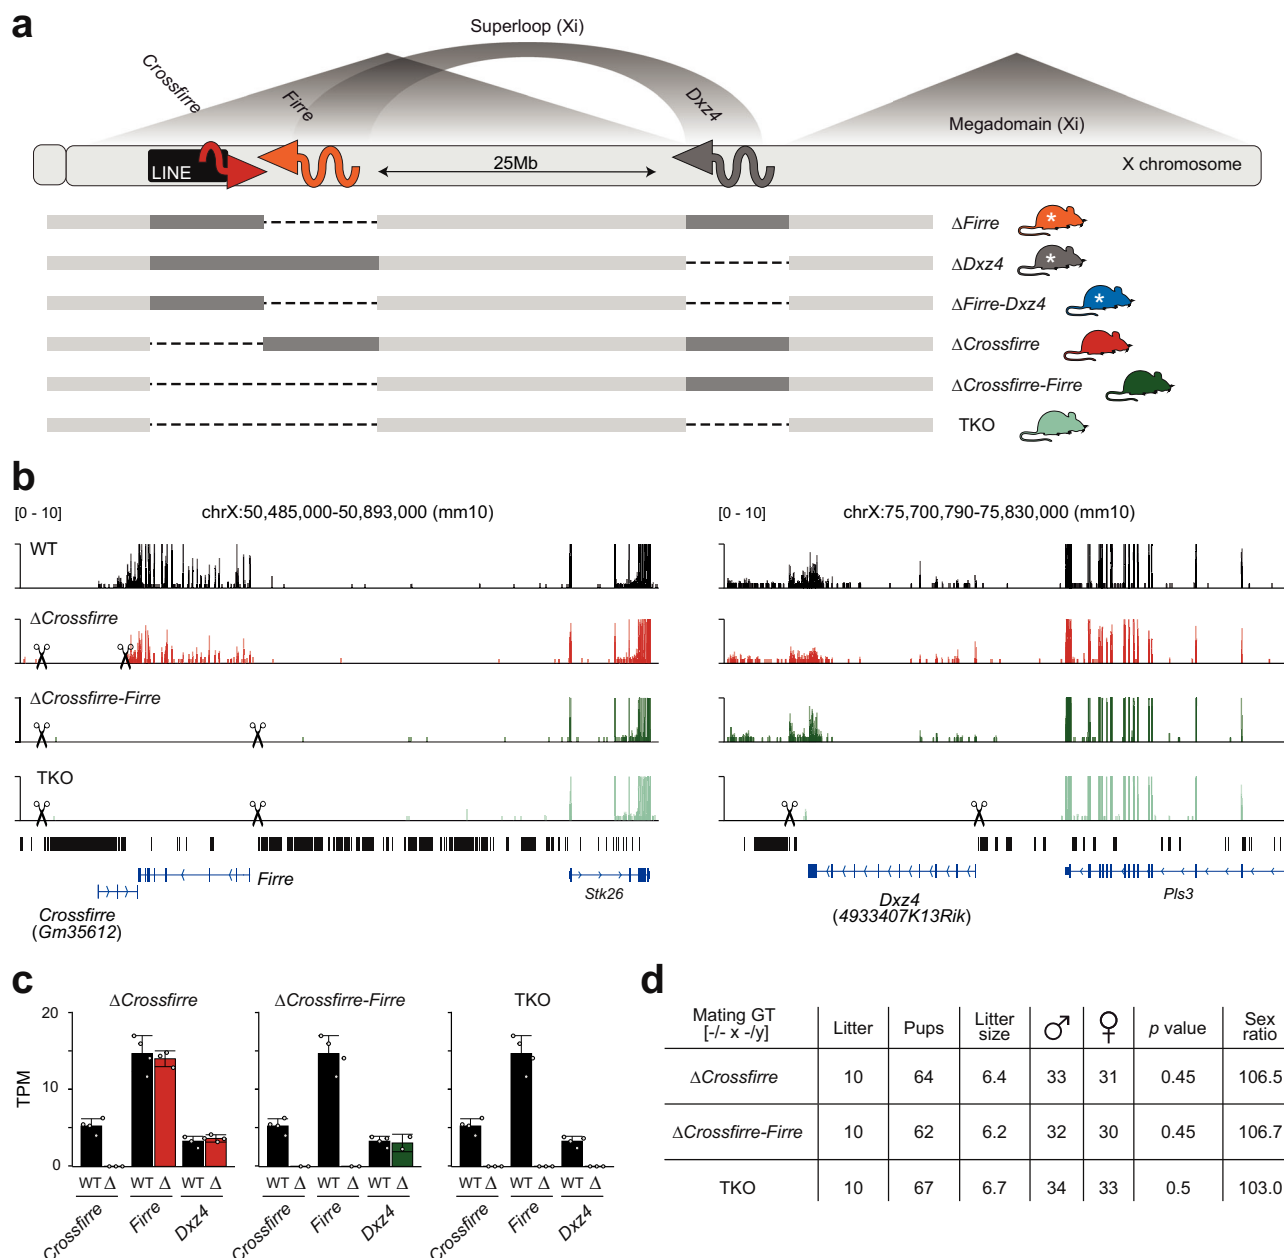 a
Superloop (Xi)
Crossfirre
Firre
Dxz4
Megadomain (Xi)
LINE
25Mb
X chromosome
ΔFirre
*
ΔDxz4
*
ΔFirre-Dxz4
*
ΔCrossfirre
ΔCrossfirre-Firre
TKO
b
[0 - 10]
chrX:50,485,000-50,893,000 (mm10)
[0 - 10]
chrX:75,700,790-75,830,000 (mm10)
WT
ΔCrossfirre
ΔCrossfirre-Firre
TKO
Firre
Stk26
Crossfirre
(Gm35612)
Dxz4
(4933407K13Rik)
Pls3
c
ΔCrossfirre
ΔCrossfirre-Firre
TKO
TPM
20
10
0
WT Δ WT Δ WT Δ
WT Δ WT Δ WT Δ
WT Δ WT Δ WT Δ
Crossfirre Firre Dxz4
Crossfirre Firre Dxz4
Crossfirre Firre Dxz4
d
Mating GT [-/- x -/y] Litter Pups Litter size ♂ ♀ p value Sex ratio
ΔCrossfirre 10 64 6.4 33 31 0.45 106.5
ΔCrossfirre-Firre 10 62 6.2 32 30 0.45 106.7
TKO 10 67 6.7 34 33 0.5 103.0